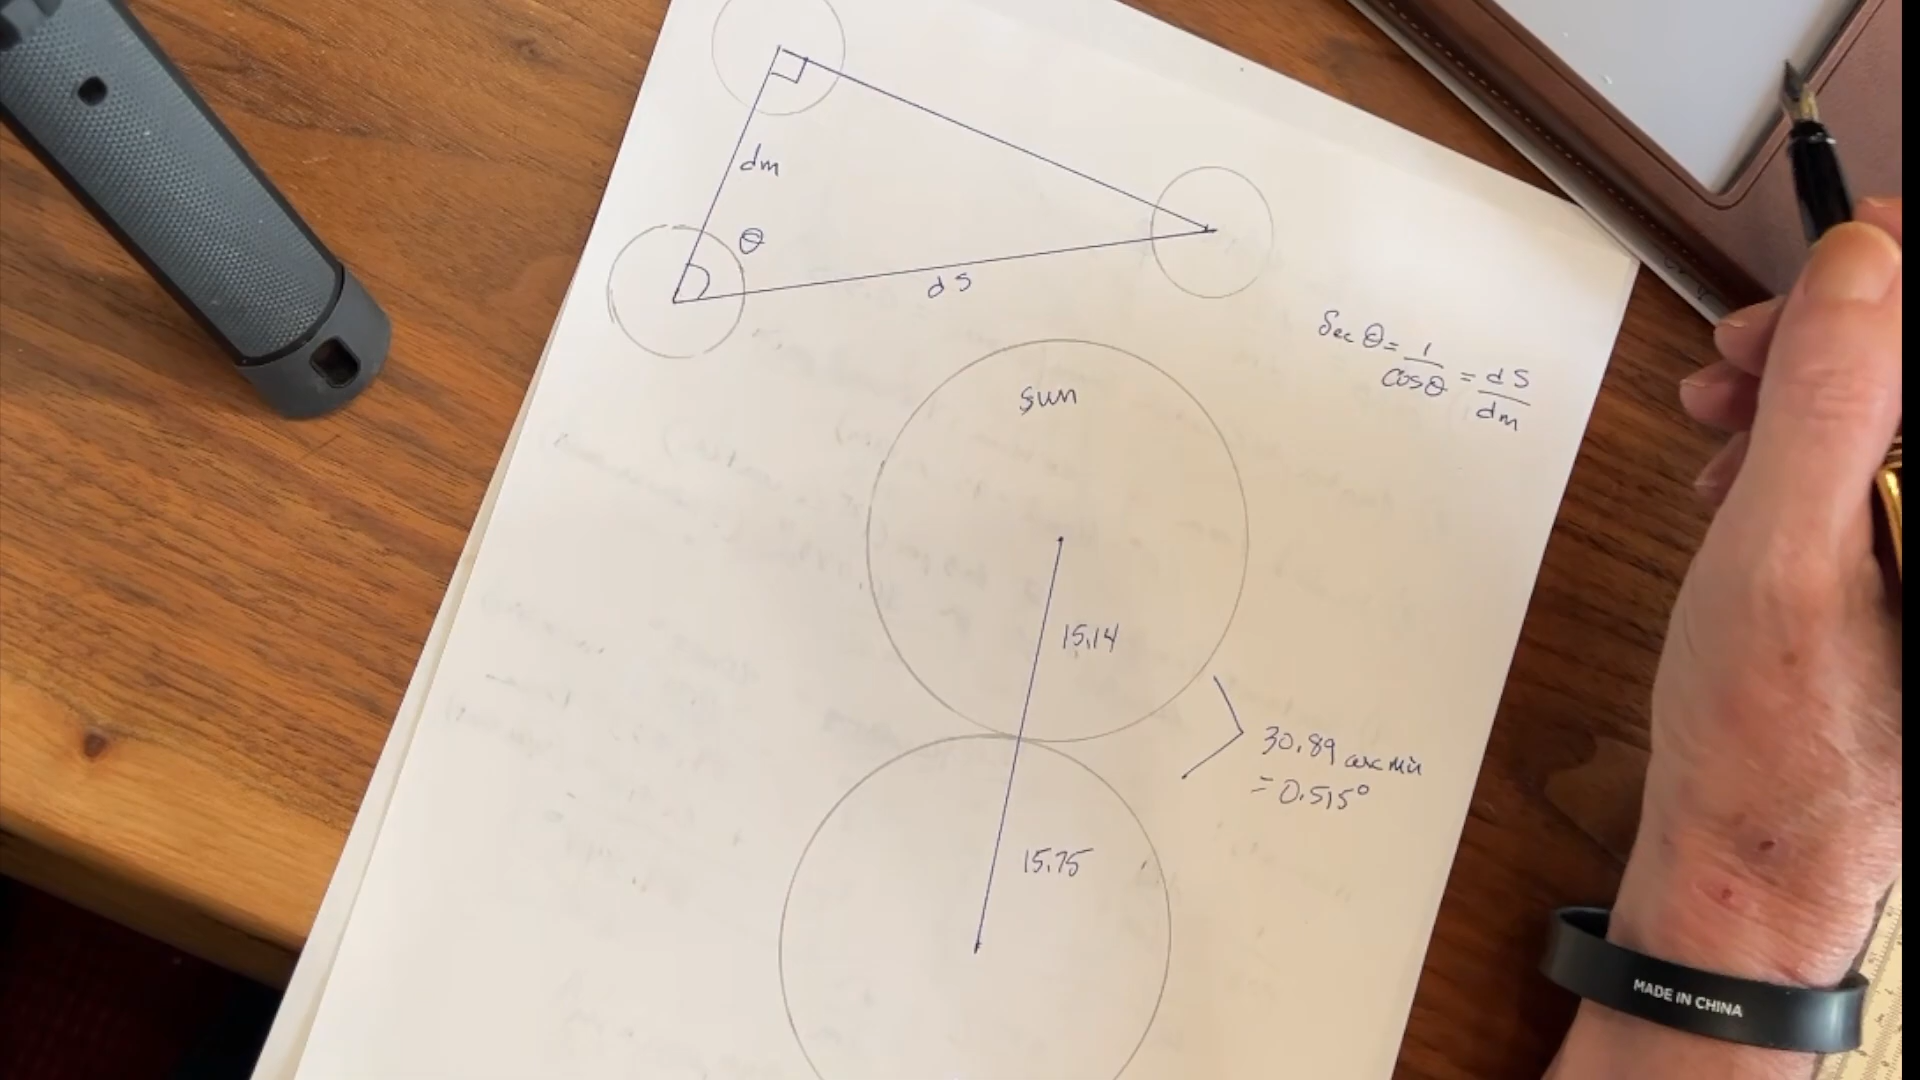 dm
θ
dS
Sec θ = 1/cosθ = dS/dm
sun
15.14
30.89 arcmin
= 0.515°
15.75
MADE IN CHINA